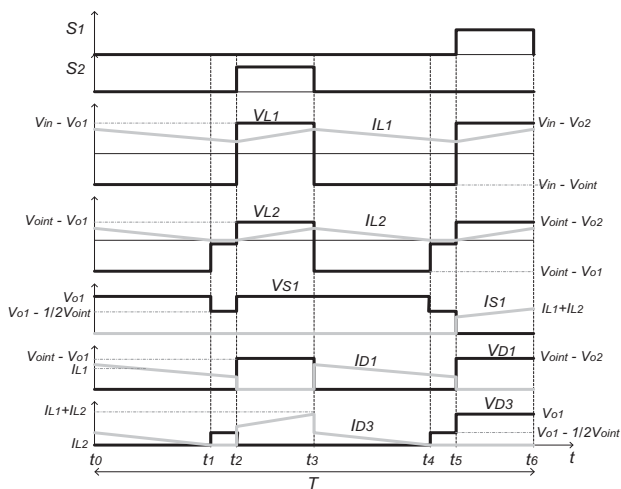 S1
S2
Vin - Vo1 VL1 IL1 Vin - Vo2
Vin - Voint
Voint - Vo1 VL2 IL2 Voint - Vo2
Voint - Vo1
Vo1 VS1 IS1
Vo1 - 1/2Voint IL1+IL2
Voint - Vo1 ID1 VD1 Voint - Vo2
IL1
IL1+IL2 ID3 VD3 Vo1
Vo1 - 1/2Voint
IL2
t0 t1 t2 t3 t4 t5 t6 t
T